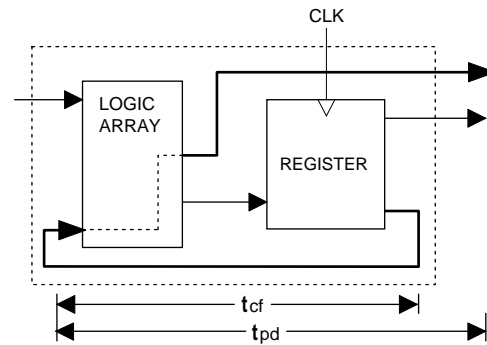 CLK
LOGIC
ARRAY
REGISTER
tcf
tpd